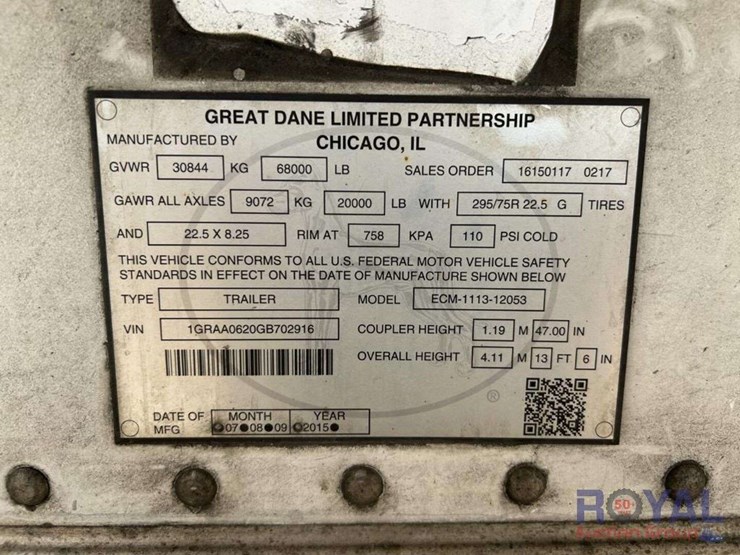 GREAT DANE LIMITED PARTNERSHIP
MANUFACTURED BY CHICAGO, IL
GVWR 30844 KG 68000 LB SALES ORDER 16150117 0217
GAWR ALL AXLES 9072 KG 20000 LB WITH 295/75R 22.5 G TIRES
AND 22.5 X 8.25 RIM AT 758 KPA 110 PSI COLD
THIS VEHICLE CONFORMS TO ALL U.S. FEDERAL MOTOR VEHICLE SAFETY
STANDARDS IN EFFECT ON THE DATE OF MANUFACTURE SHOWN BELOW
TYPE TRAILER MODEL ECM-1113-12053
VIN 1GRAA0620GB702916 COUPLER HEIGHT 1.19 M 47.00 IN
OVERALL HEIGHT 4.11 M 13 FT 6 IN
®
DATE OF MONTH YEAR
MFG 07 08 09 2015
50+
ROYAL